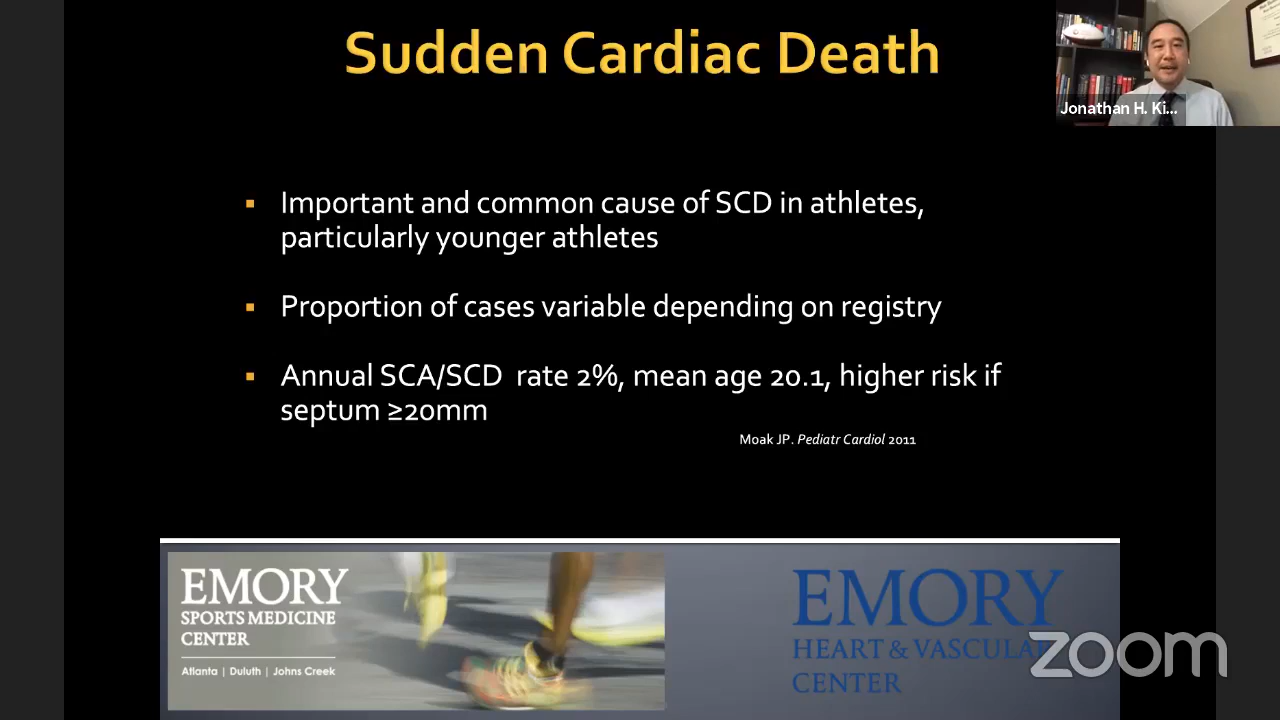 Sudden Cardiac Death
Jonathan H. Ki...
▪ Important and common cause of SCD in athletes,
particularly younger athletes
▪ Proportion of cases variable depending on registry
▪ Annual SCA/SCD rate 2%, mean age 20.1, higher risk if
septum ≥20mm
Moak JP. Pediatr Cardiol 2011
EMORY
SPORTS MEDICINE
CENTER
Atlanta | Duluth | Johns Creek
EMORY
HEART & VASCULAR
CENTER
zoom